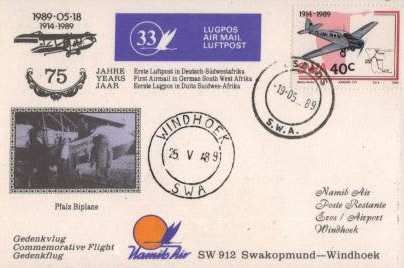 1989-05-18
1914-1989
33
LUGPOS
AIR MAIL
LUFTPOST
1914-1989
SWA 40c
75
JAHRE Erste Luftpost in Deutsch-Südwestafrika
YEARS First Airmail in German South West Africa
JAAR Eerste Lugpos in Duits Suidwes-Afrika
-19-05 89
S.W.A.
WINDHOEK
25 V 1989
SWA
Pfalz Biplane
Namib Air
Poste Restante
Eros / Airport
Windhoek
Gedenkvlug
Commemorative Flight
Gedenkflug
Namib Air
SW 912 Swakopmund—Windhoek